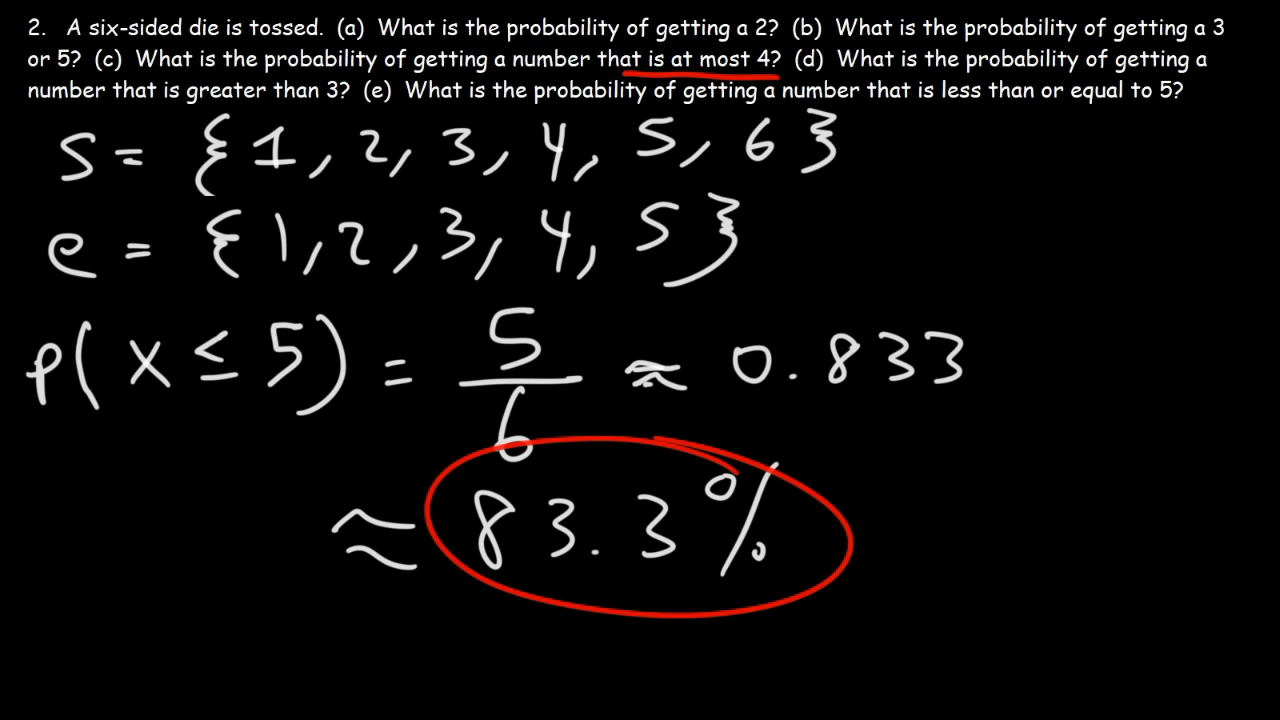 2. A six-sided die is tossed. (a) What is the probability of getting a 2? (b) What is the probability of getting a 3
or 5? (c) What is the probability of getting a number that is at most 4? (d) What is the probability of getting a
number that is greater than 3? (e) What is the probability of getting a number that is less than or equal to 5?
S = {1, 2, 3, 4, 5, 6}
e = {1, 2, 3, 4, 5}
P(x ≤ 5) = 5/6 ≈ 0.833
≈ 83.3%